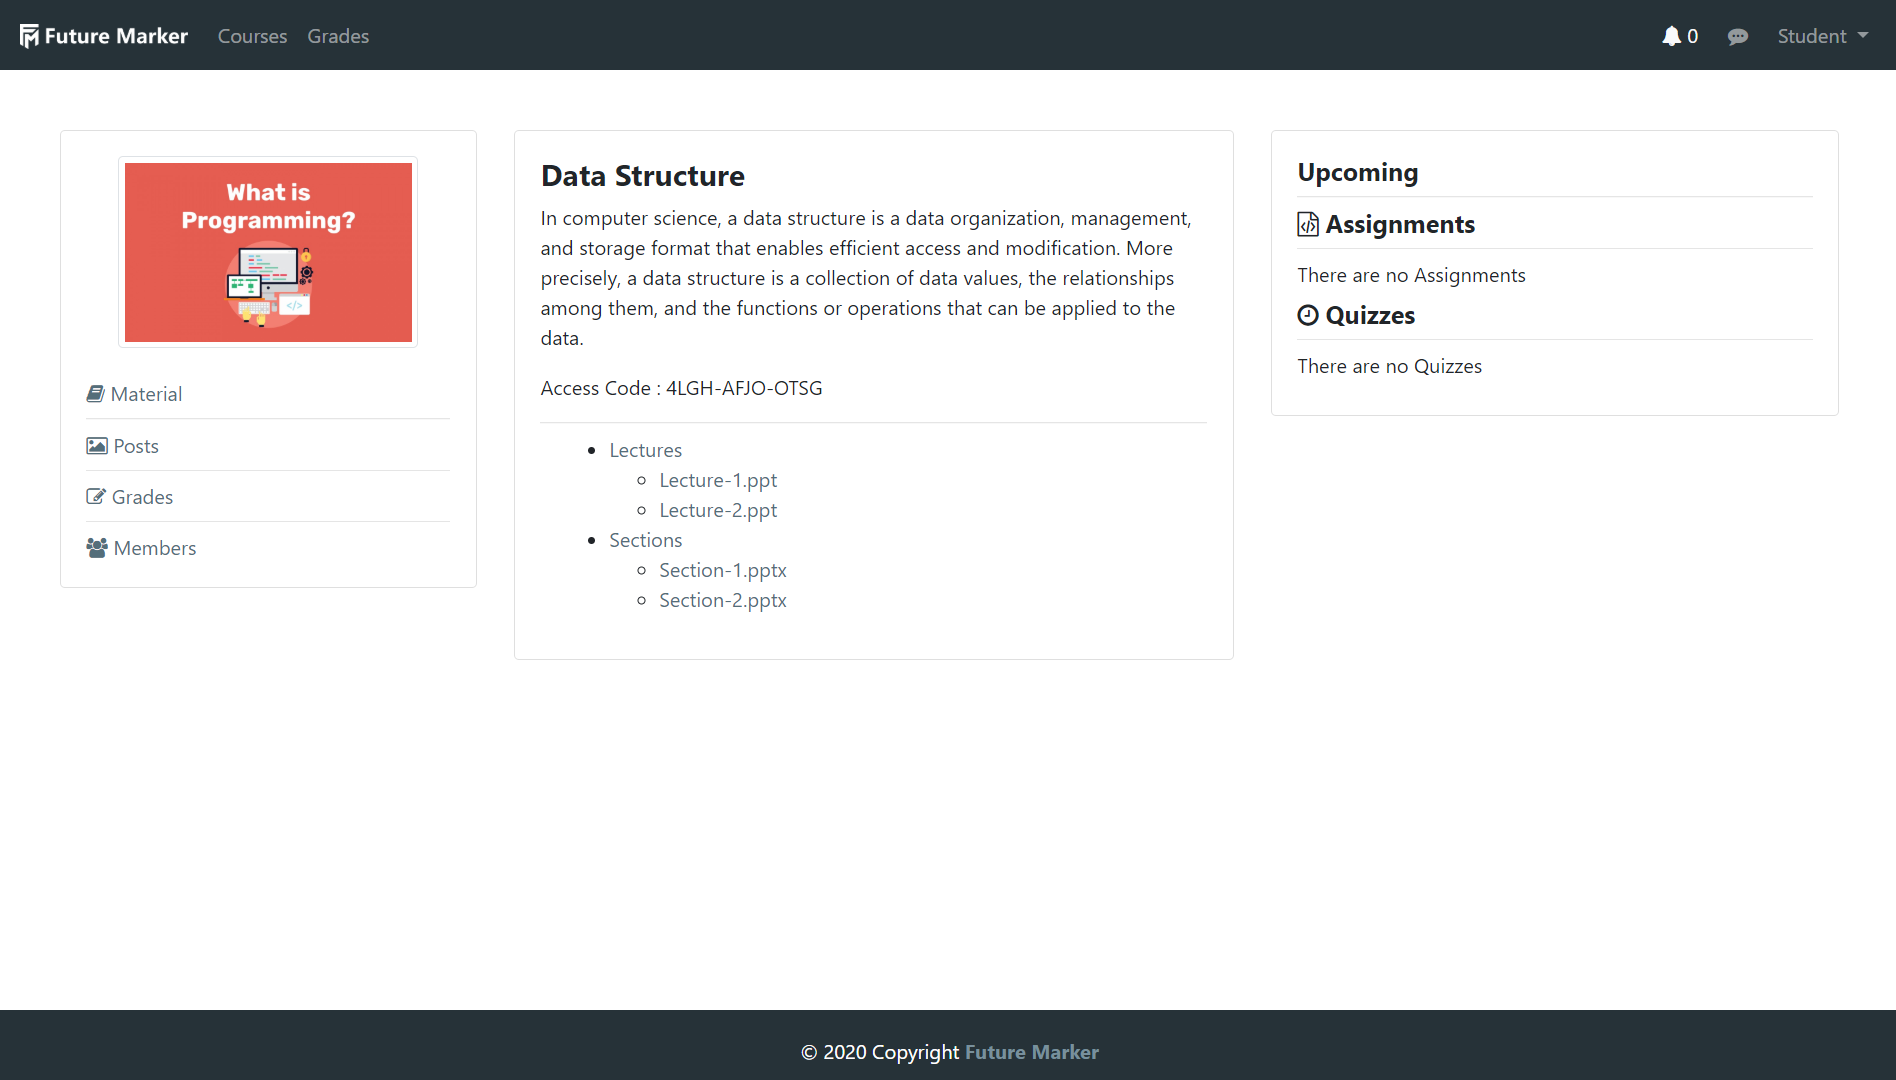 Future Marker Courses Grades 0 Student
What is
Programming?
</>
Material
Posts
Grades
Members
Data Structure
In computer science, a data structure is a data organization, management,
and storage format that enables efficient access and modification. More
precisely, a data structure is a collection of data values, the relationships
among them, and the functions or operations that can be applied to the
data.
Access Code : 4LGH-AFJO-OTSG
Lectures
Lecture-1.ppt
Lecture-2.ppt
Sections
Section-1.pptx
Section-2.pptx
Upcoming
Assignments
There are no Assignments
Quizzes
There are no Quizzes
© 2020 Copyright Future Marker